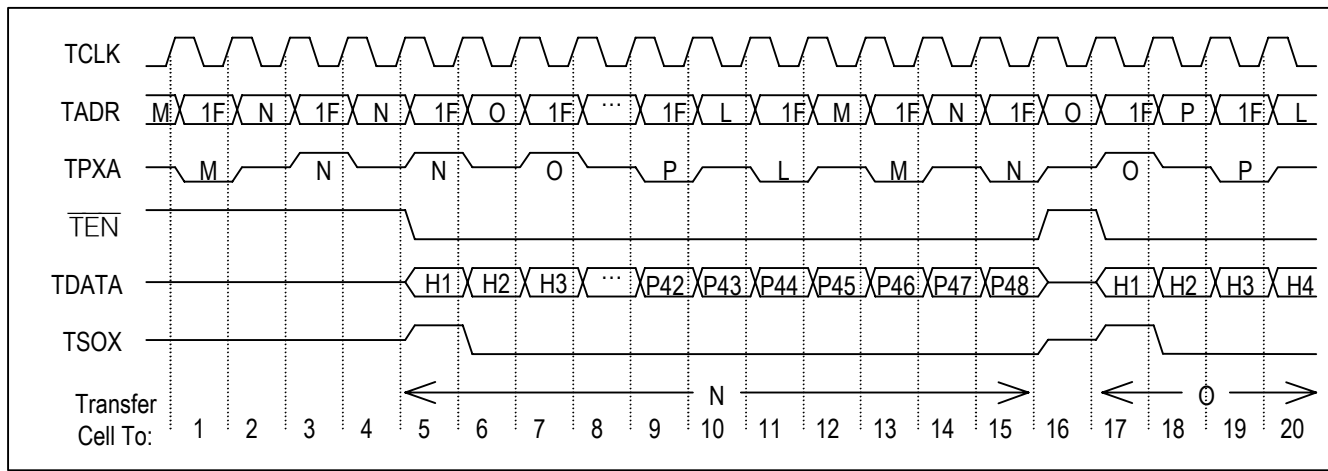 TCLK
TADR M 1F N 1F N 1F O 1F ... 1F L 1F M 1F N 1F O 1F P 1F L
TPXA M N N O P L M N O P
TEN
TDATA H1 H2 H3 ... P42 P43 P44 P45 P46 P47 P48 H1 H2 H3 H4
TSOX
N O
Transfer
Cell To: 1 2 3 4 5 6 7 8 9 10 11 12 13 14 15 16 17 18 19 20